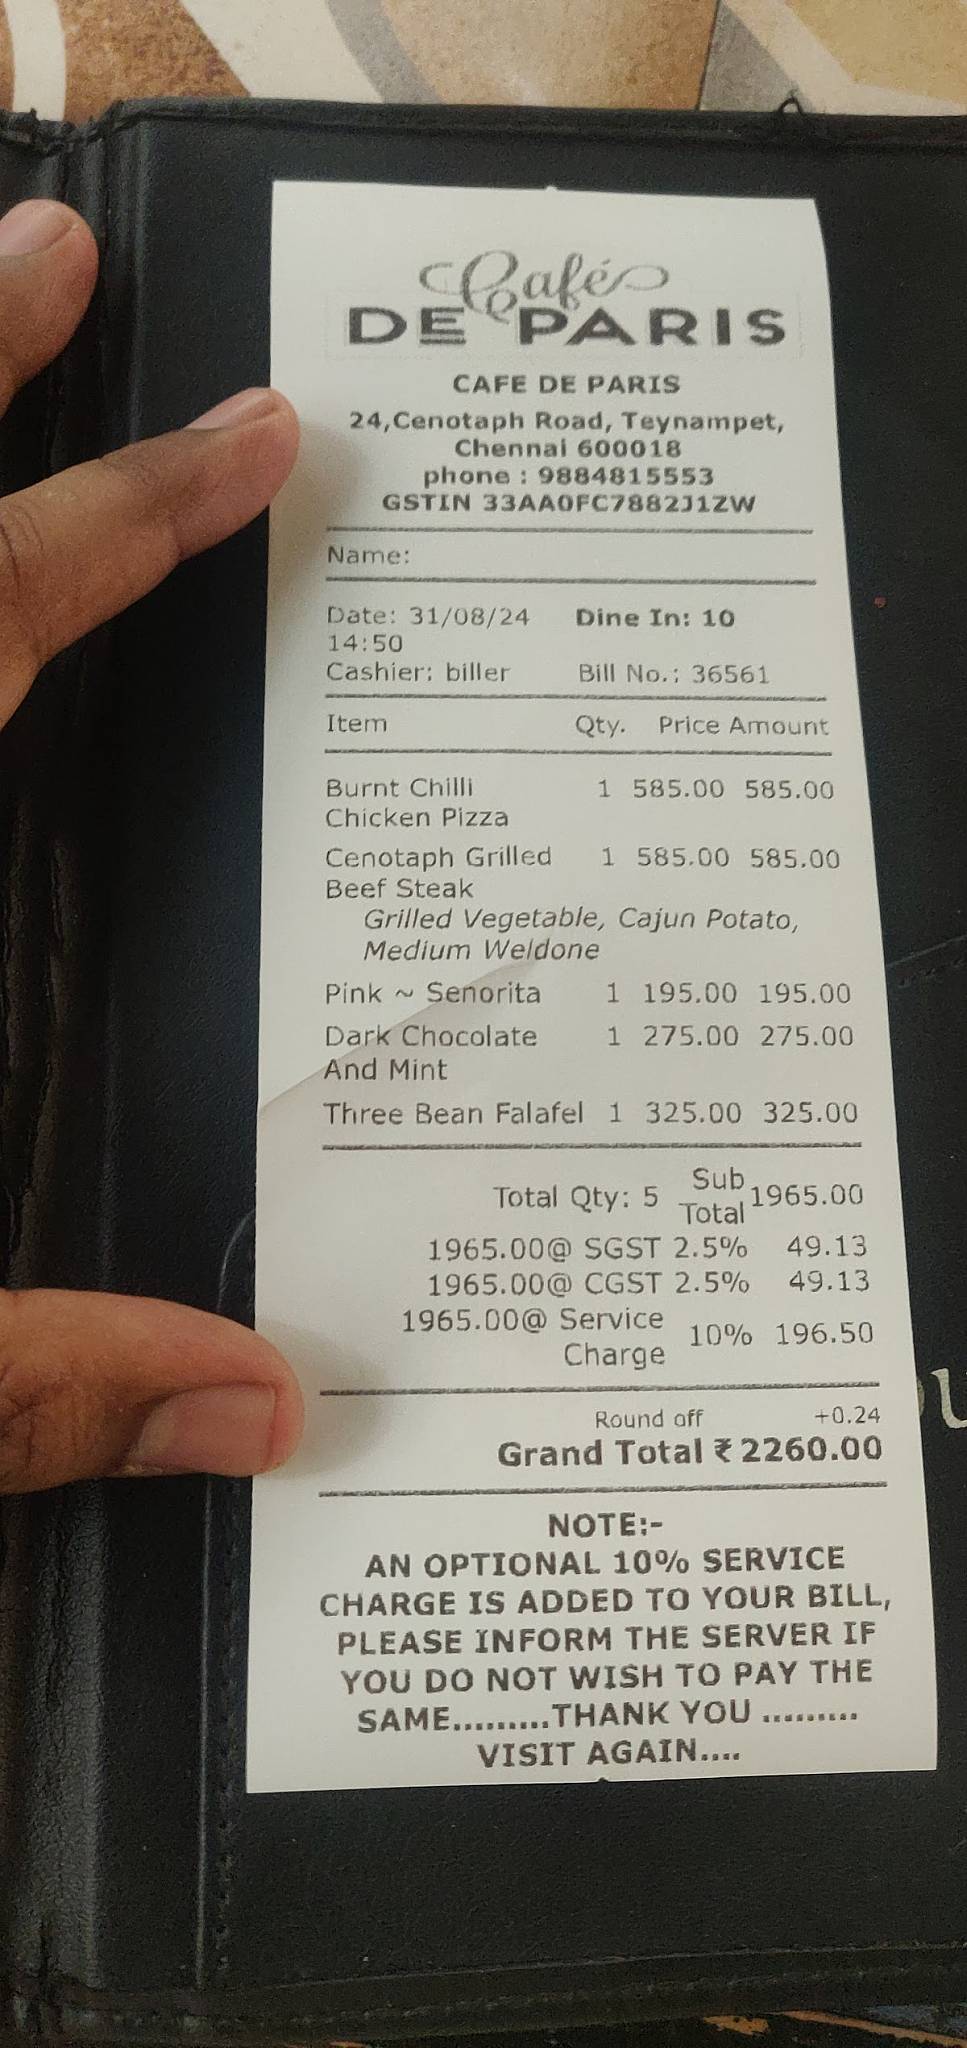 Café
DE PARIS
CAFE DE PARIS
24,Cenotaph Road, Teynampet,
Chennai 600018
phone : 9884815553
GSTIN 33AAOFC7882J1ZW
Name:
Date: 31/08/24 Dine In: 10
14:50
Cashier: biller Bill No.: 36561
Item Qty. Price Amount
Burnt Chilli 1 585.00 585.00
Chicken Pizza
Cenotaph Grilled 1 585.00 585.00
Beef Steak
Grilled Vegetable, Cajun Potato,
Medium Weldone
Pink ~ Senorita 1 195.00 195.00
Dark Chocolate 1 275.00 275.00
And Mint
Three Bean Falafel 1 325.00 325.00
Total Qty: 5 Sub Total 1965.00
1965.00@ SGST 2.5% 49.13
1965.00@ CGST 2.5% 49.13
1965.00@ Service Charge 10% 196.50
Round off +0.24
Grand Total ₹ 2260.00
NOTE:-
AN OPTIONAL 10% SERVICE
CHARGE IS ADDED TO YOUR BILL,
PLEASE INFORM THE SERVER IF
YOU DO NOT WISH TO PAY THE
SAME.........THANK YOU .........
VISIT AGAIN....